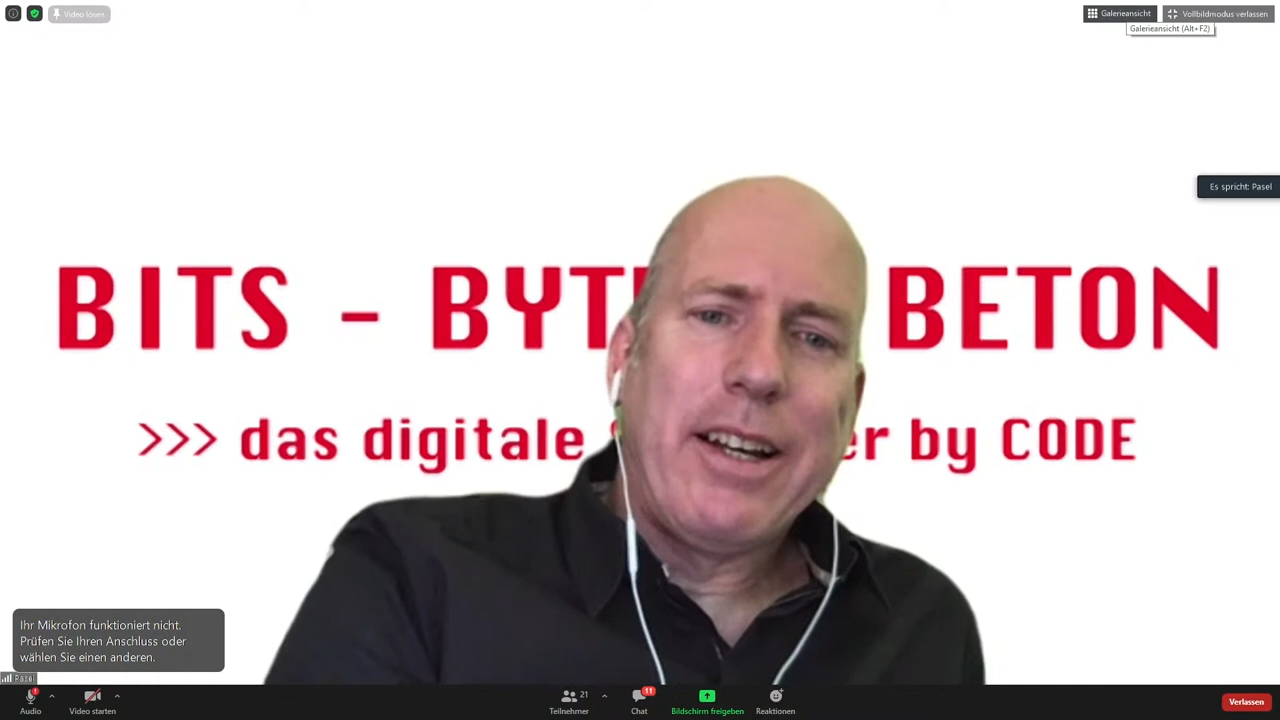 Video lösen
Galerieansicht
Vollbildmodus verlassen
Galerieansicht (Alt+F2)
Es spricht: Pasel
BITS - BYT BETON
>>> das digitale er by CODE
Ihr Mikrofon funktioniert nicht.
Prüfen Sie Ihren Anschluss oder
wählen Sie einen anderen.
Pasel
Audio
Video starten
21
Teilnehmer
11
Chat
Bildschirm freigeben
Reaktionen
Verlassen